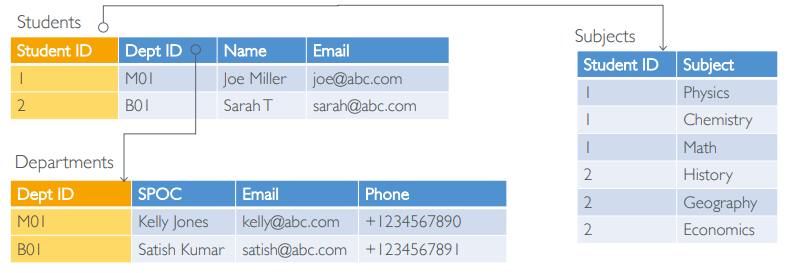 Students
Student ID Dept ID Name Email
1 M01 Joe Miller joe@abc.com
2 B01 Sarah T sarah@abc.com
Subjects
Student ID Subject
1 Physics
1 Chemistry
1 Math
2 History
2 Geography
2 Economics
Departments
Dept ID SPOC Email Phone
M01 Kelly Jones kelly@abc.com +1234567890
B01 Satish Kumar satish@abc.com +1234567891